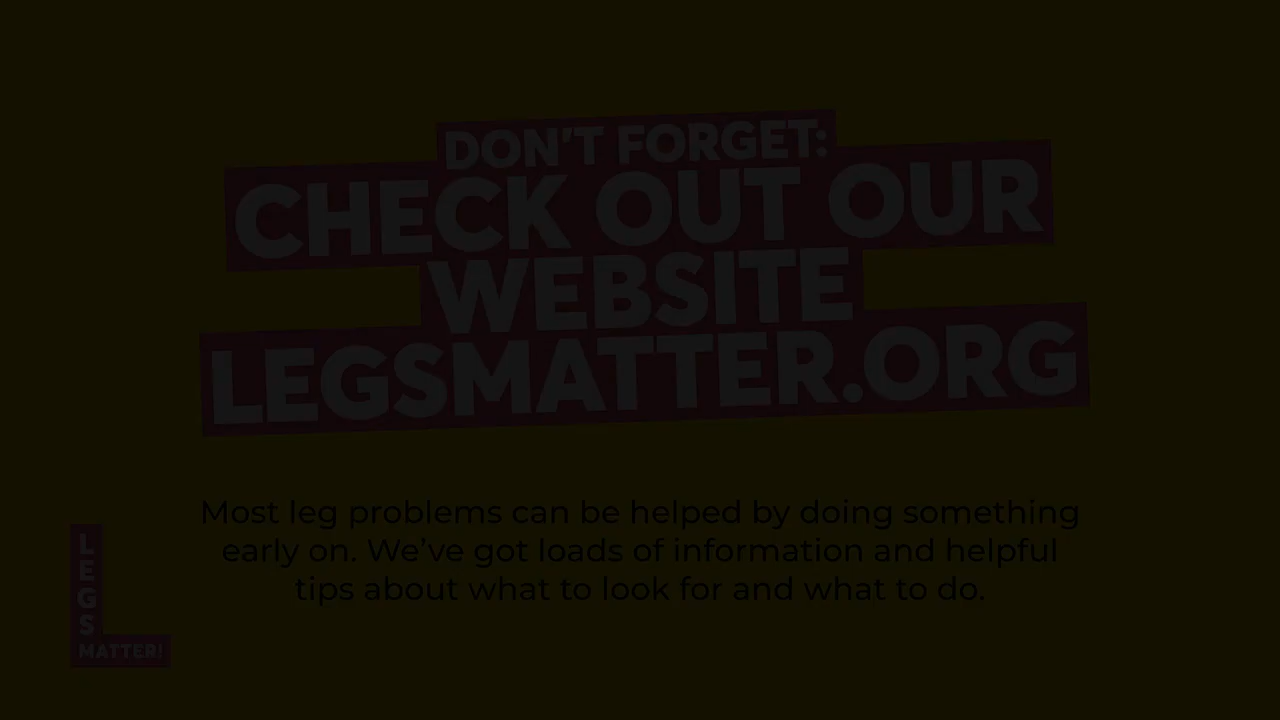 DON'T FORGET:
CHECK OUT OUR
WEBSITE
LEGSMATTER.ORG
Most leg problems can be helped by doing something
early on. We’ve got loads of information and helpful
tips about what to look for and what to do.
LEGS
MATTER!